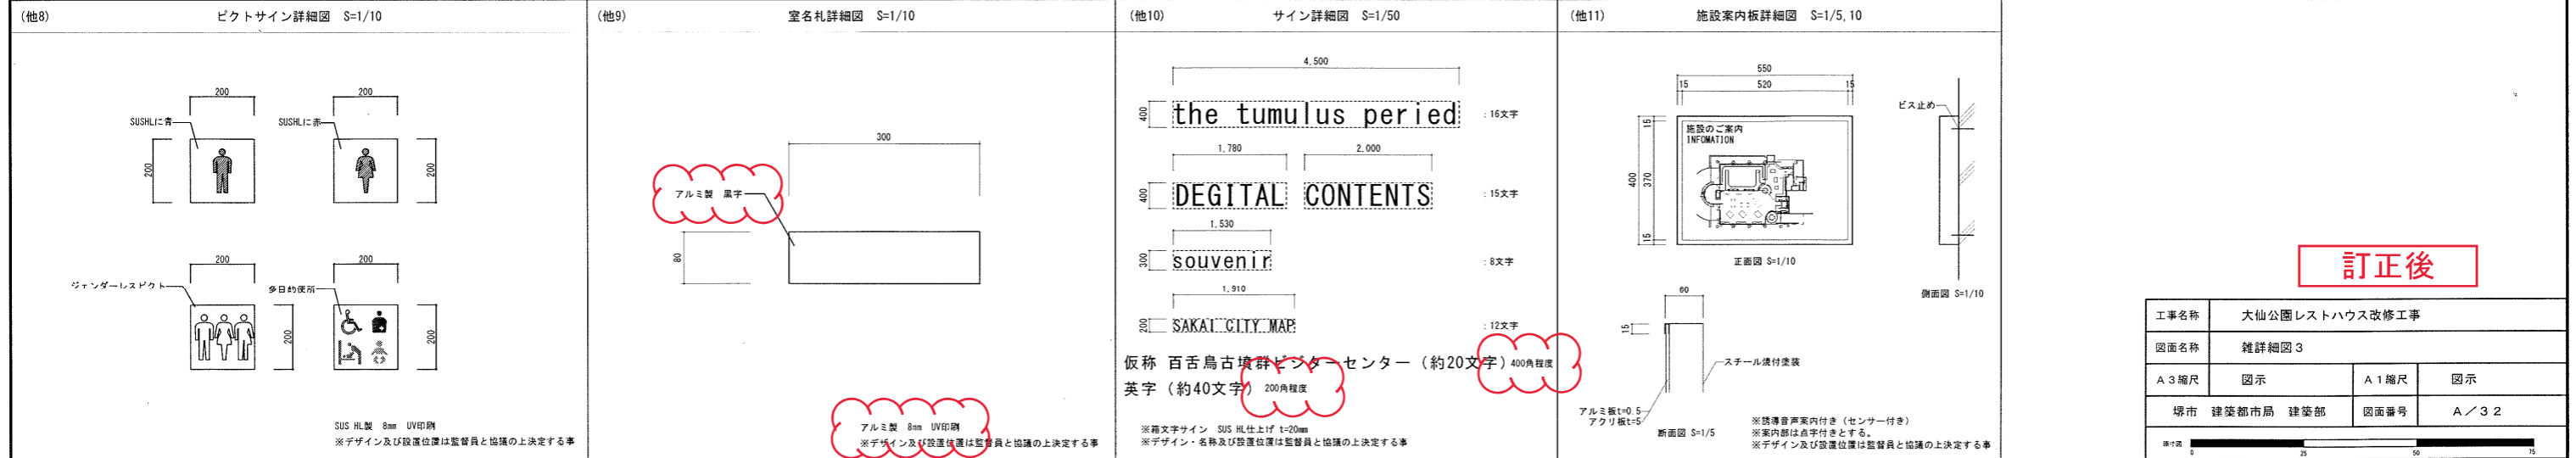 (他8)
ピクトサイン詳細図 S=1/10
200
200
SUSHLに青
SUSHLに赤
200
200
200
200
ジェンダーレスピクト
多目的便所
200
200
SUS HL製 8mm UV印刷
※デザイン及び設置位置は監督員と協議の上決定する事
(他9)
室名札詳細図 S=1/10
300
アルミ製 黒字
80
アルミ製 8mm UV印刷
※デザイン及び設置位置は監督員と協議の上決定する事
(他10)
サイン詳細図 S=1/50
4,500
400
the tumulus peried
:16文字
1,780
2,000
400
DEGITAL CONTENTS
:15文字
1,530
300
souvenir
:8文字
1,910
200
SAKAI CITY MAP
:12文字
仮称 百舌鳥古墳群ビジターセンター(約20文字)
400角程度
英字(約40文字)
200角程度
※箱文字サイン SUS HL仕上げ t=20mm
※デザイン・名称及び設置位置は監督員と協議の上決定する事
(他11)
施設案内板詳細図 S=1/5,10
550
15
520
15
ビス止め
15
施設のご案内
INFOMATION
400
370
15
正面図 S=1/10
側面図 S=1/10
60
15
スチール焼付塗装
アルミ板t=0.5
アクリ板t=5
断面図 S=1/5
※誘導音声案内付き(センサー付き)
※案内部は点字付きとする。
※デザイン及び設置位置は監督員と協議の上決定する事
訂正後
工事名称
大仙公園レストハウス改修工事
図面名称
雑詳細図3
A3縮尺
図示
A1縮尺
図示
堺市 建築都市局 建築部
図面番号
A/32
原寸図
0
25
50
75